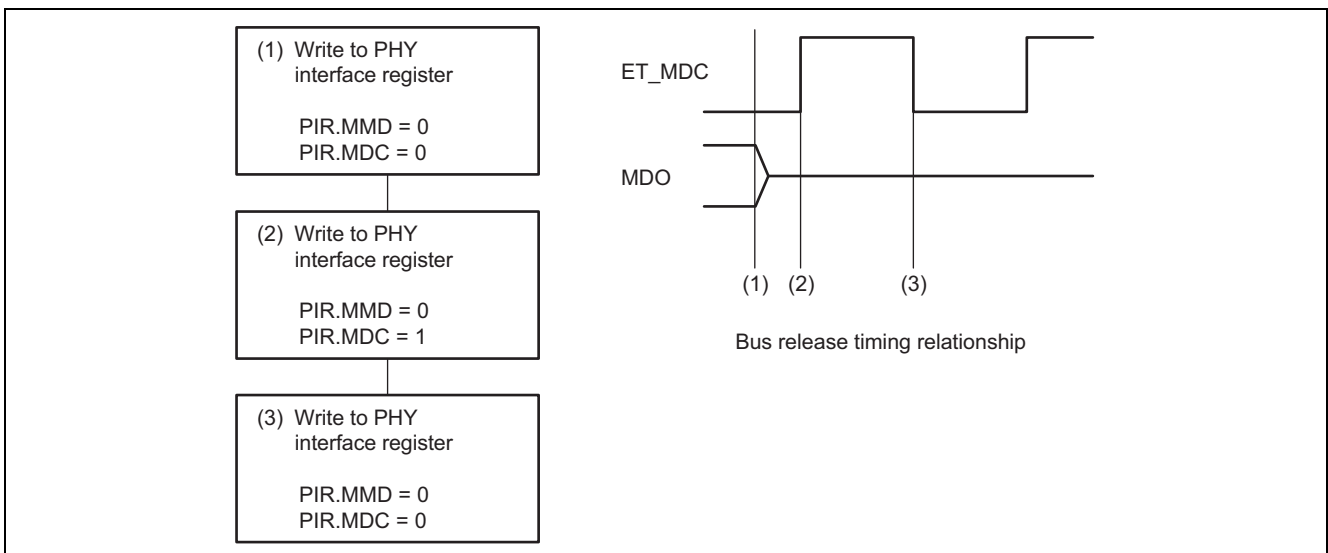 (1) Write to PHY
interface register
PIR.MMD = 0
PIR.MDC = 0
(2) Write to PHY
interface register
PIR.MMD = 0
PIR.MDC = 1
(3) Write to PHY
interface register
PIR.MMD = 0
PIR.MDC = 0
ET_MDC
MDO
(1) (2) (3)
Bus release timing relationship